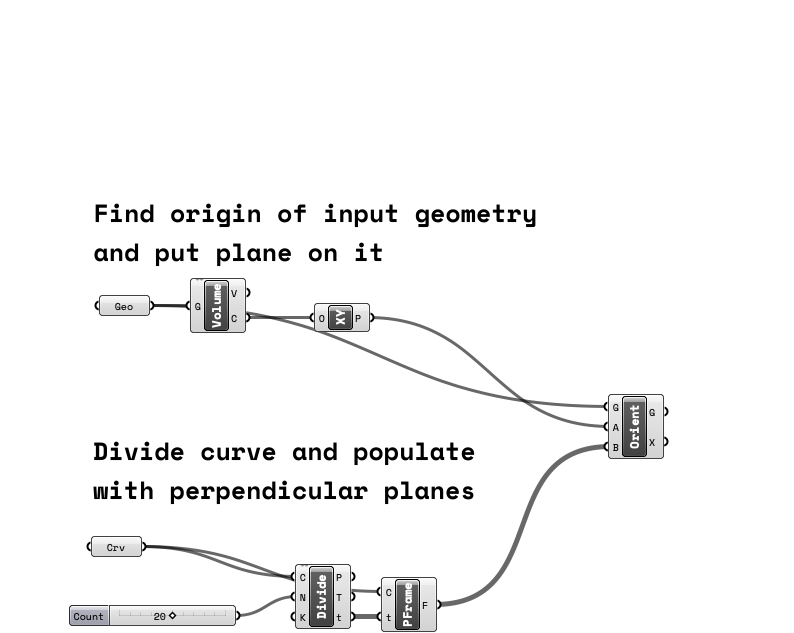 Find origin of input geometry
and put plane on it
Geo
G
Volume
V
C
O
XY
P
G
A
B
Orient
G
X
Divide curve and populate
with perpendicular planes
Crv
Count
20
C
N
K
Divide
P
T
t
C
t
PFrame
F